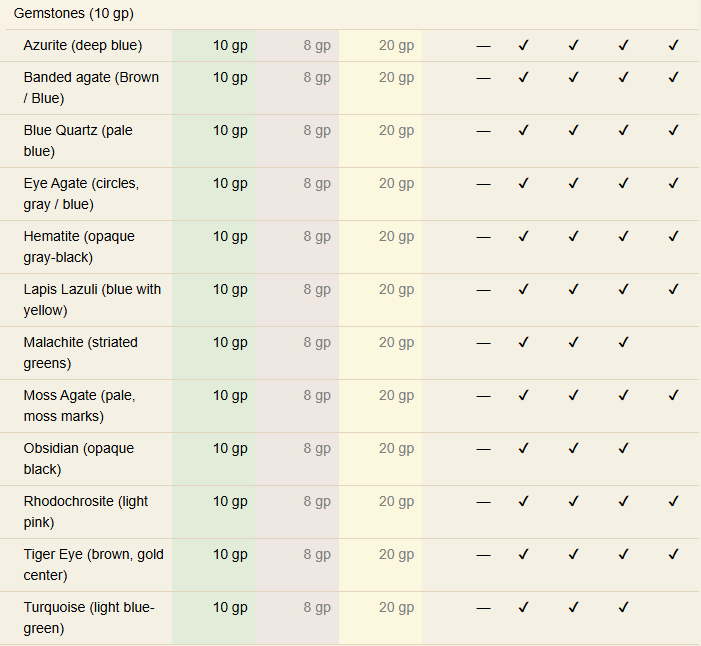 Gemstones (10 gp)
Azurite (deep blue) 10 gp 8 gp 20 gp — ✓ ✓ ✓ ✓
Banded agate (Brown 10 gp 8 gp 20 gp — ✓ ✓ ✓ ✓
/ Blue)
Blue Quartz (pale 10 gp 8 gp 20 gp — ✓ ✓ ✓ ✓
blue)
Eye Agate (circles, 10 gp 8 gp 20 gp — ✓ ✓ ✓ ✓
gray / blue)
Hematite (opaque 10 gp 8 gp 20 gp — ✓ ✓ ✓ ✓
gray-black)
Lapis Lazuli (blue with 10 gp 8 gp 20 gp — ✓ ✓ ✓ ✓
yellow)
Malachite (striated 10 gp 8 gp 20 gp — ✓ ✓ ✓
greens)
Moss Agate (pale, 10 gp 8 gp 20 gp — ✓ ✓ ✓ ✓
moss marks)
Obsidian (opaque 10 gp 8 gp 20 gp — ✓ ✓ ✓
black)
Rhodochrosite (light 10 gp 8 gp 20 gp — ✓ ✓ ✓ ✓
pink)
Tiger Eye (brown, gold 10 gp 8 gp 20 gp — ✓ ✓ ✓ ✓
center)
Turquoise (light blue- 10 gp 8 gp 20 gp — ✓ ✓ ✓
green)